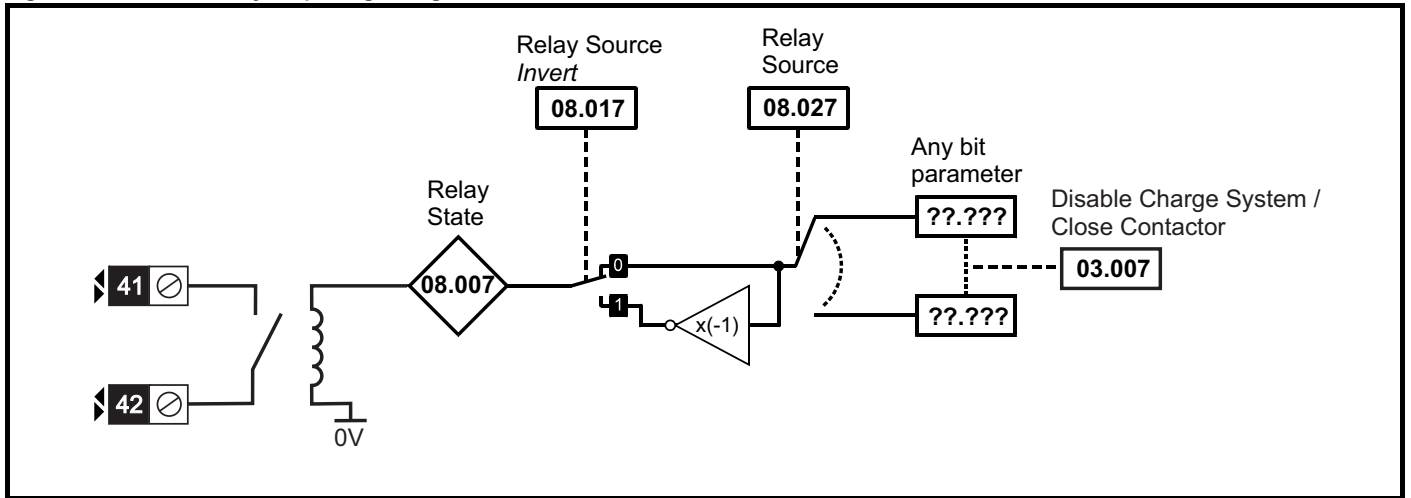 Relay Source
Invert
08.017
Relay
Source
08.027
Any bit
parameter
??.???
Disable Charge System /
Close Contactor
03.007
??.???
Relay
State
08.007
0
1
x(-1)
41
42
0V